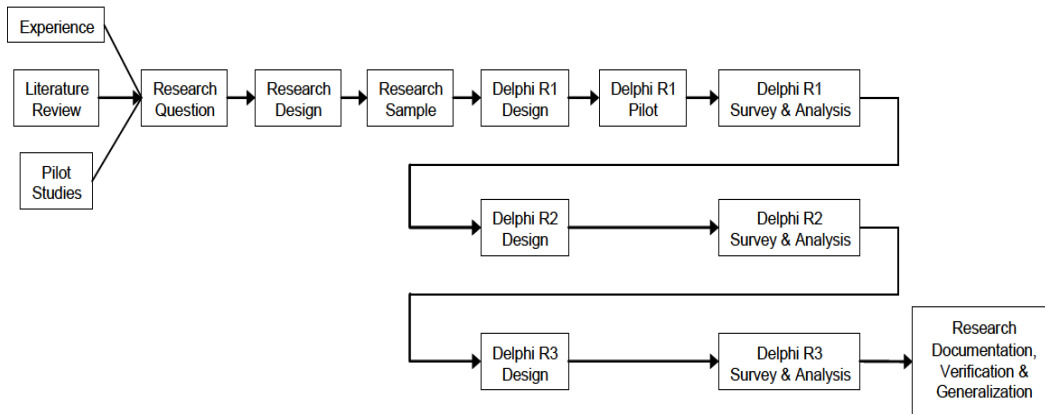 Experience
Literature
Review
Research
Question
Research
Design
Research
Sample
Delphi R1
Design
Delphi R1
Pilot
Delphi R1
Survey & Analysis
Pilot
Studies
Delphi R2
Design
Delphi R2
Survey & Analysis
Delphi R3
Design
Delphi R3
Survey & Analysis
Research
Documentation,
Verification &
Generalization